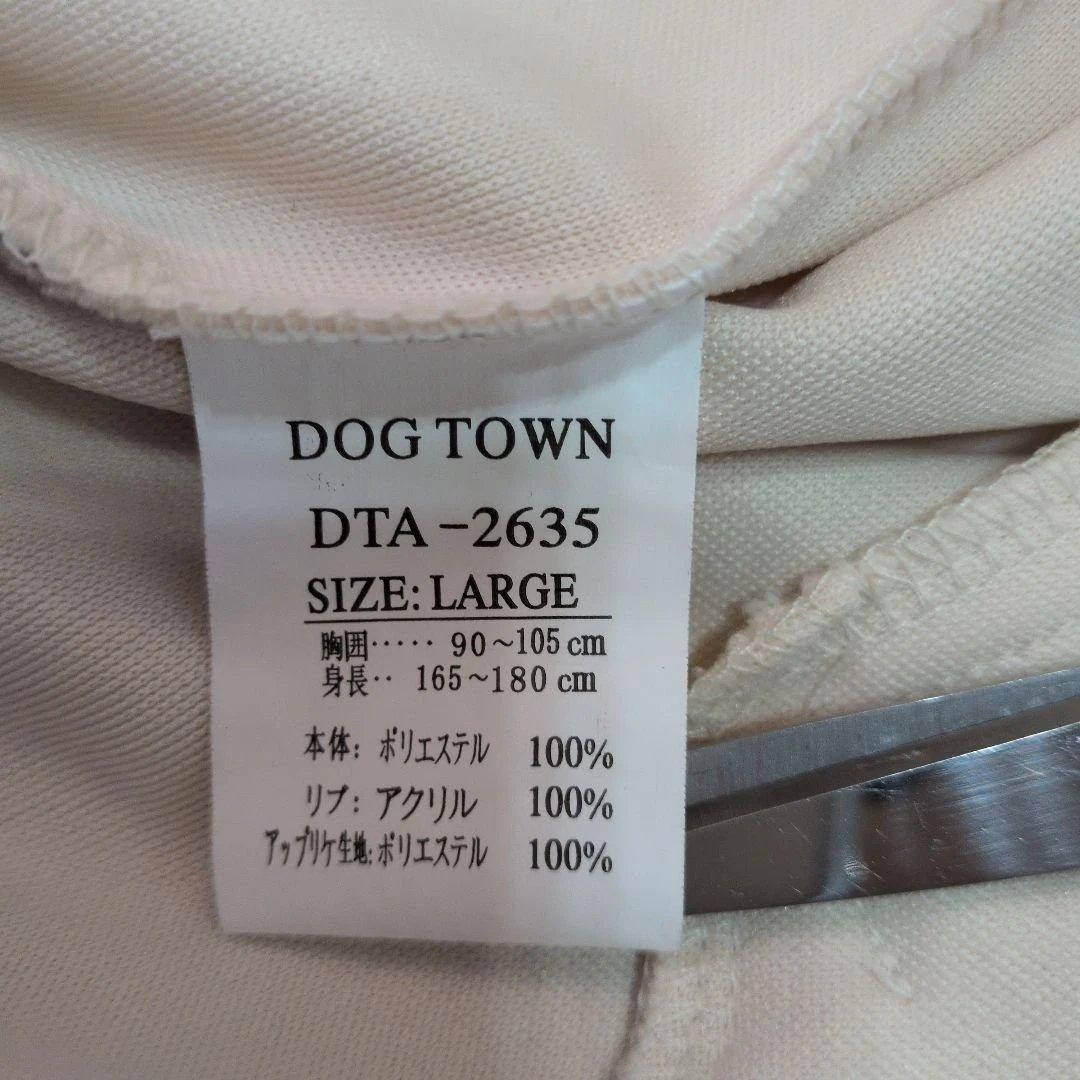 DOG TOWN
DTA-2635
SIZE: LARGE
胸囲····· 90~105 cm
身長·· 165~180 cm
本体: ポリエステル 100%
リブ: アクリル 100%
アップリケ生地: ポリエステル 100%